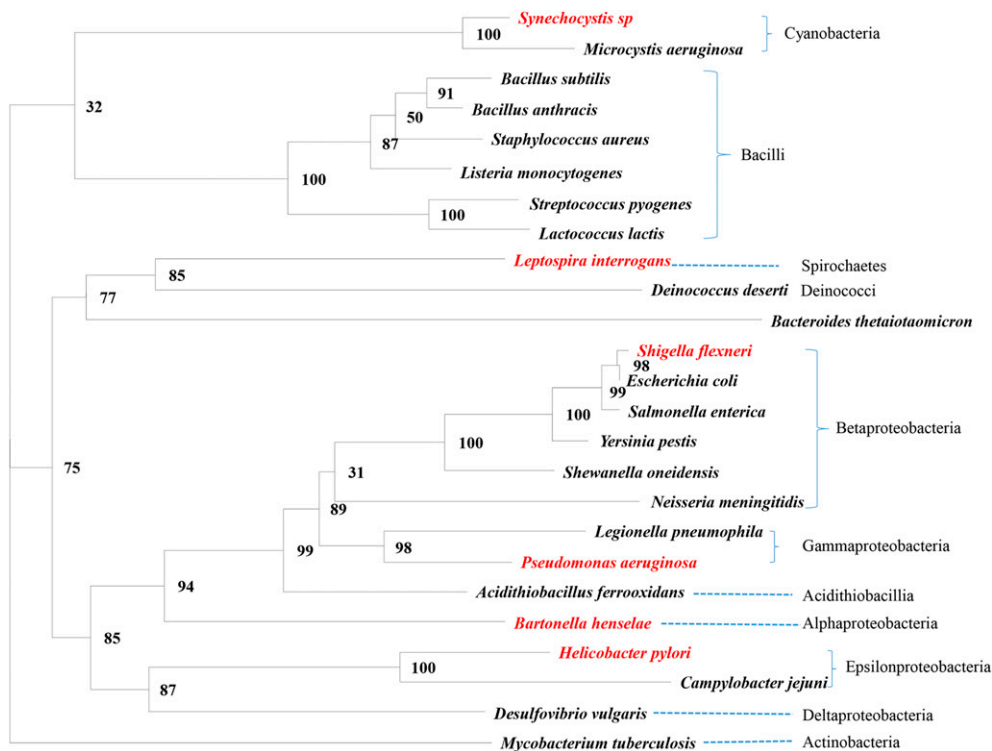 Synechocystis sp
100
Cyanobacteria
Microcystis aeruginosa
Bacillus subtilis
91
32
Bacillus anthracis
50
Staphylococcus aureus
87
Bacilli
Listeria monocytogenes
100
Streptococcus pyogenes
100
Lactococcus lactis
Leptospira interrogans
Spirochaetes
85
Deinococcus deserti
Deinococci
77
Bacteroides thetaiotaomicron
Shigella flexneri
98
Escherichia coli
99
Salmonella enterica
100
Betaproteobacteria
Yersinia pestis
100
75
Shewanella oneidensis
31
Neisseria meningitidis
89
Legionella pneumophila
99
98
Gammaproteobacteria
Pseudomonas aeruginosa
94
Acidithiobacillus ferrooxidans
Acidithiobacillia
Bartonella henselae
Alphaproteobacteria
85
Helicobacter pylori
100
Epsilonproteobacteria
Campylobacter jejuni
87
Desulfovibrio vulgaris
Deltaproteobacteria
Mycobacterium tuberculosis
Actinobacteria